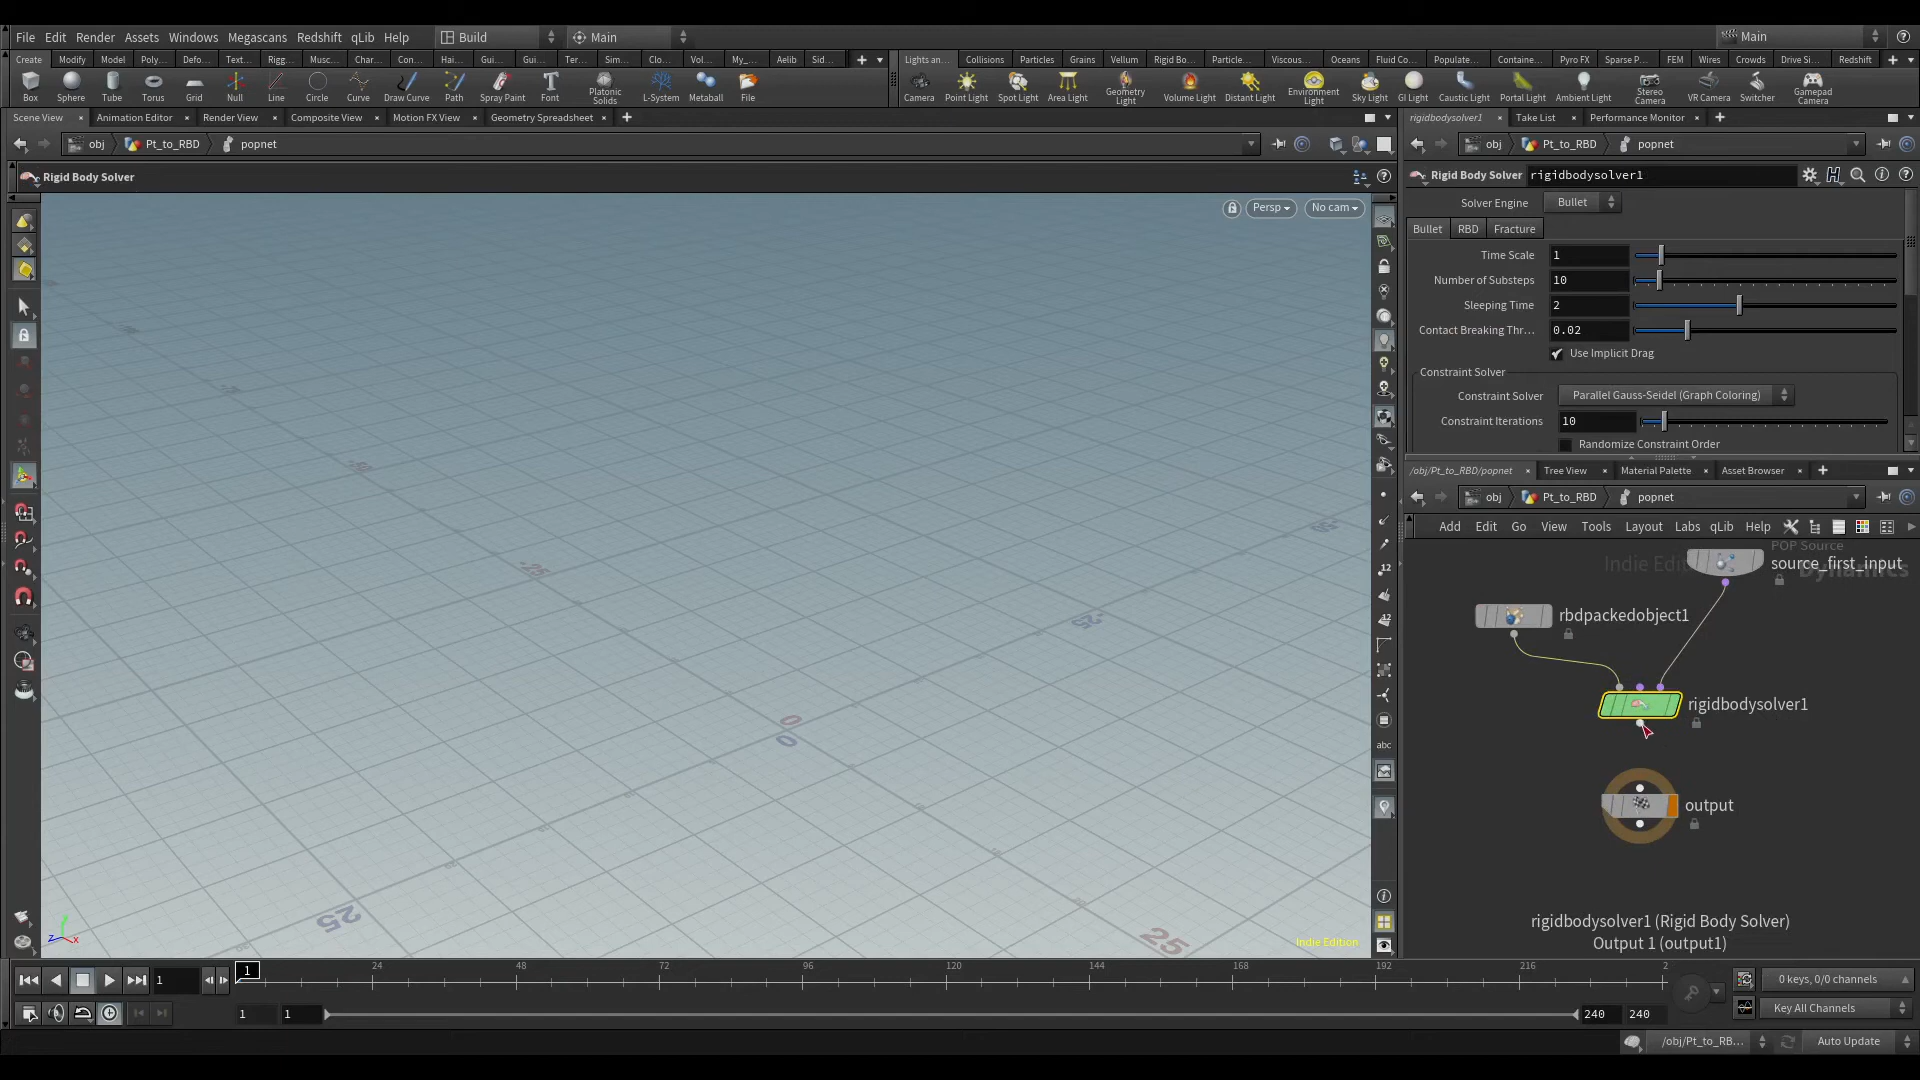 File Edit Render Assets Windows Megascans Redshift qLib Help Build Main Main
Create Modify Model Poly... Defo... Text... Rigg... Musc... Char... Con... Hai... Gui... Gui... Ter... Sim... Clo... Vol... My_... Aelib Sid...
Lights an... Collisions Particles Grains Vellum Rigid Bo... Particle... Viscous... Oceans Fluid Co... Populate... Containe... Pyro FX Sparse P... FEM Wires Crowds Drive Si... Redshift
Box Sphere Tube Torus Grid Null Line Circle Curve Draw Curve Path Spray Paint Font Platonic Solids L-System Metaball File
Camera Point Light Spot Light Area Light Geometry Light Volume Light Distant Light Environment Light Sky Light GI Light Caustic Light Portal Light Ambient Light Stereo Camera VR Camera Switcher Gamepad Camera
Scene View Animation Editor Render View Composite View Motion FX View Geometry Spreadsheet
obj Pt_to_RBD popnet
Rigid Body Solver
Persp No cam
0
0
25
25
-25
-25
Indie Edition
12
12
abc
rigidbodysolver1 Take List Performance Monitor
obj Pt_to_RBD popnet
Rigid Body Solver rigidbodysolver1
Solver Engine Bullet
Bullet RBD Fracture
Time Scale 1
Number of Substeps 10
Sleeping Time 2
Contact Breaking Thr... 0.02
Use Implicit Drag
Constraint Solver
Constraint Solver Parallel Gauss-Seidel (Graph Coloring)
Constraint Iterations 10
Randomize Constraint Order
/obj/Pt_to_RBD/popnet Tree View Material Palette Asset Browser
obj Pt_to_RBD popnet
Add Edit Go View Tools Layout Labs qLib Help
POP Source
source_first_input
rbdpackedobject1
rigidbodysolver1
output
rigidbodysolver1 (Rigid Body Solver)
Output 1 (output1)
1 1 24 48 72 96 120 144 168 192 216 2
0 keys, 0/0 channels
1 1 240 240
Key All Channels
/obj/Pt_to_RB... Auto Update